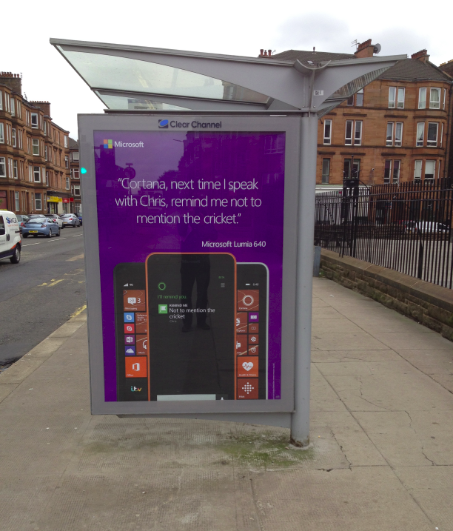 Clear Channel
Microsoft
"Cortana, next time I speak
with Chris, remind me not to
mention the cricket."
Microsoft Lumia 640
Not to mention the
cricket
itv